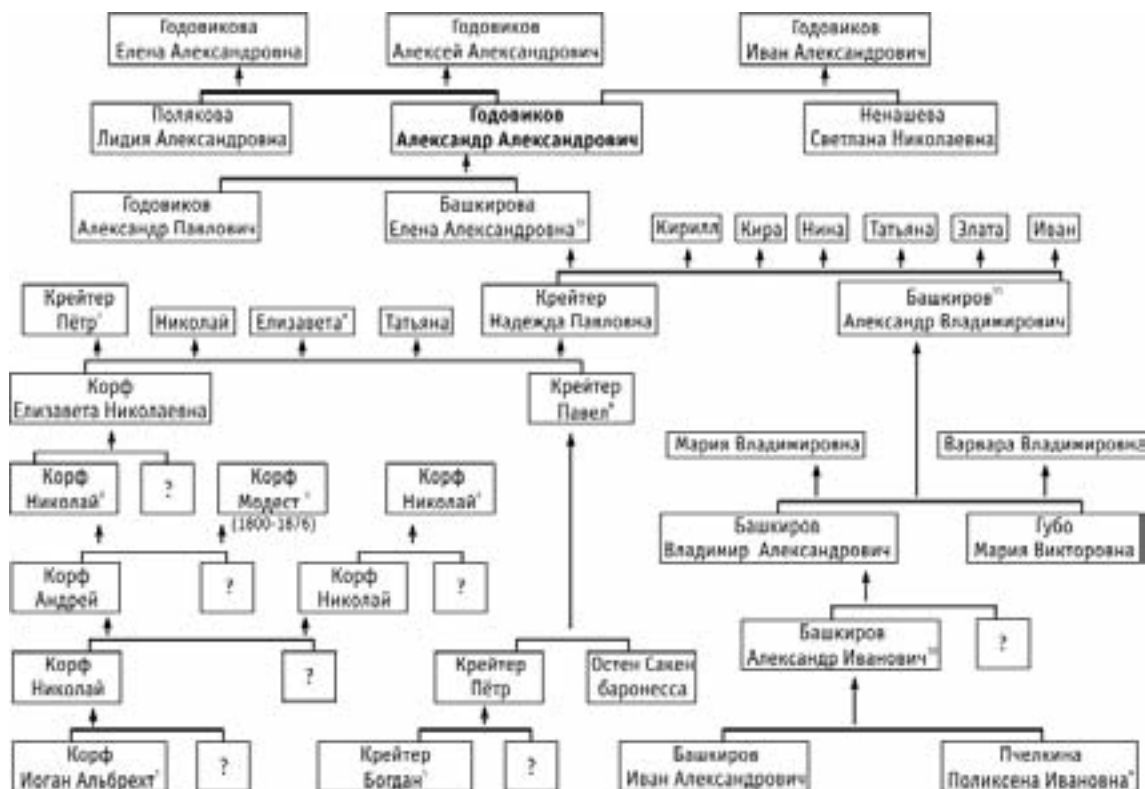 Годовикова
Елена Александровна
Годовиков
Алексей Александрович
Годовиков
Иван Александрович
Полякова
Лидия Александровна
Годовиков
Александр Александрович
Ненашева
Светлана Николаевна
Годовиков
Александр Павлович
Башкирова
Елена Александровна
Кирилл
Кира
Нина
Татьяна
Злата
Иван
Крейтер
Пётр
Николай
Елизавета
Татьяна
Крейтер
Надежда Павловна
Башкиров
Александр Владимирович
Корф
Елизавета Николаевна
Крейтер
Павел
Мария Владимировна
Варвара Владимировна
Корф
Николай
?
Корф
Модест
(1800-1876)
Корф
Николай
Башкиров
Владимир Александрович
Губо
Мария Викторовна
Корф
Андрей
?
Корф
Николай
?
Башкиров
Александр Иванович
?
Корф
Николай
?
Крейтер
Пётр
Остен Сакен
баронесса
Корф
Иоган Альбрехт
?
Крейтер
Богдан
?
Башкиров
Иван Александрович
Пчелкина
Поликсена Ивановна